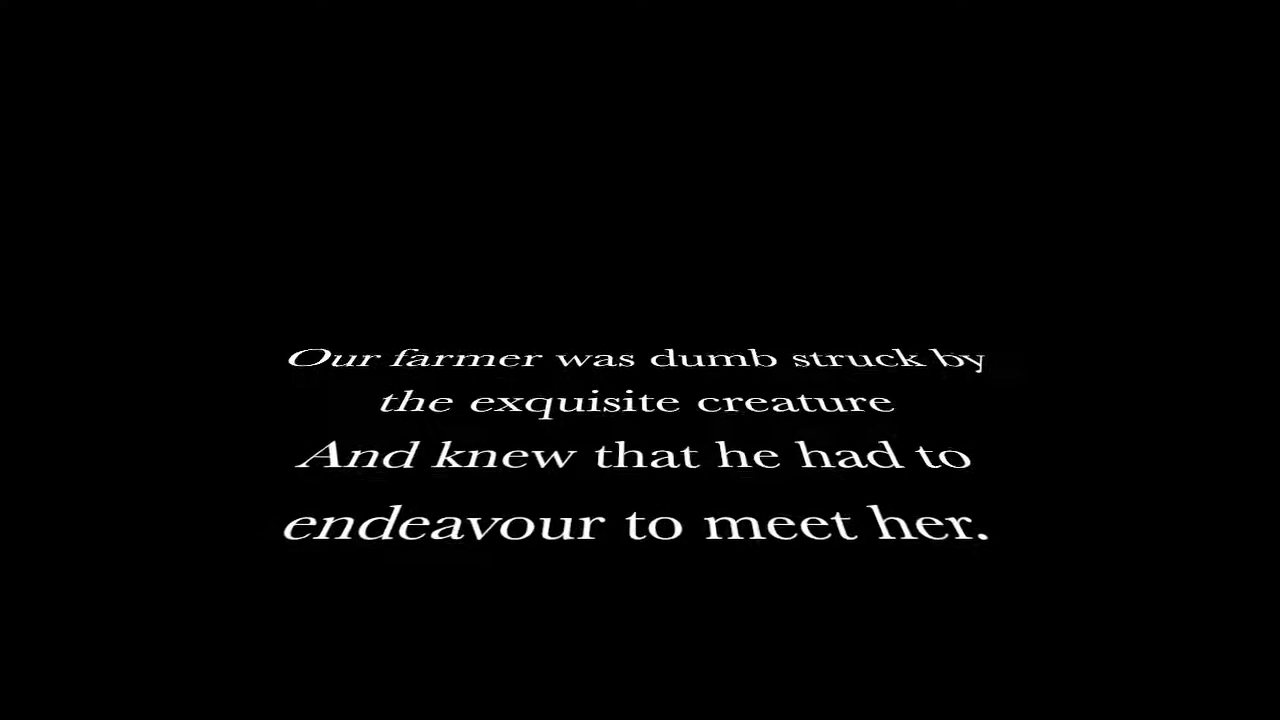 Our farmer was dumb struck by
the exquisite creature
And knew that he had to
endeavour to meet her.